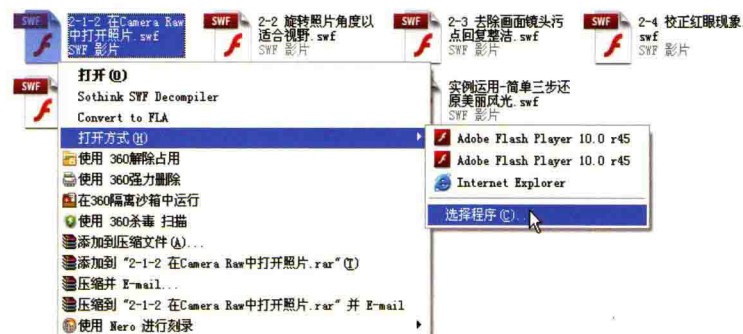 SWF
2-1-2 在Camera Raw
中打开照片.swf
SWF 影片
SWF
2-2 旋转照片角度以
适合视野.swf
SWF 影片
SWF
2-3 去除画面镜头污
点回复整洁.swf
SWF 影片
SWF
2-4 校正红眼现象.
swf
SWF 影片
SWF
实例运用-简单三步还
原美丽风光.swf
SWF 影片
打开(O)
Sothink SWF Decompiler
Convert to FLA
打开方式(H)
使用 360解除占用
使用 360强力删除
在360隔离沙箱中运行
使用 360杀毒 扫描
添加到压缩文件(A)...
添加到 "2-1-2 在Camera Raw中打开照片.rar"(T)
压缩并 E-mail...
压缩到 "2-1-2 在Camera Raw中打开照片.rar" 并 E-mail
使用 Nero 进行刻录
Adobe Flash Player 10.0 r45
Adobe Flash Player 10.0 r45
Internet Explorer
选择程序(C)...